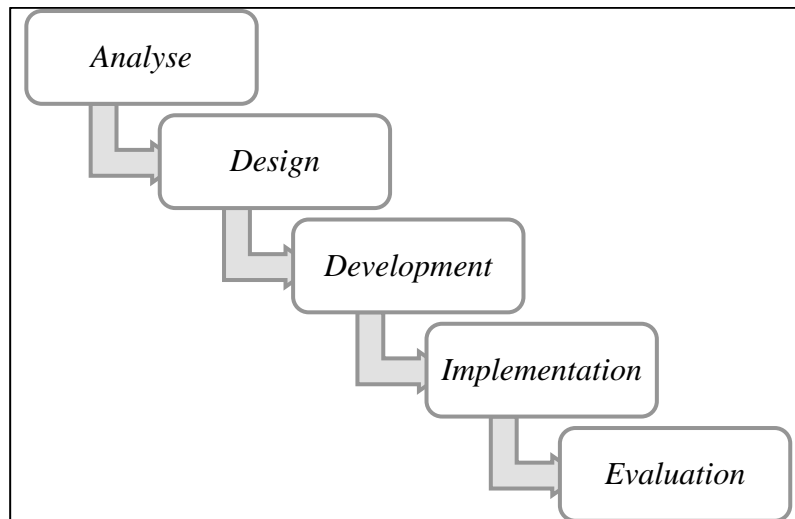 Analyse
Design
Development
Implementation
Evaluation